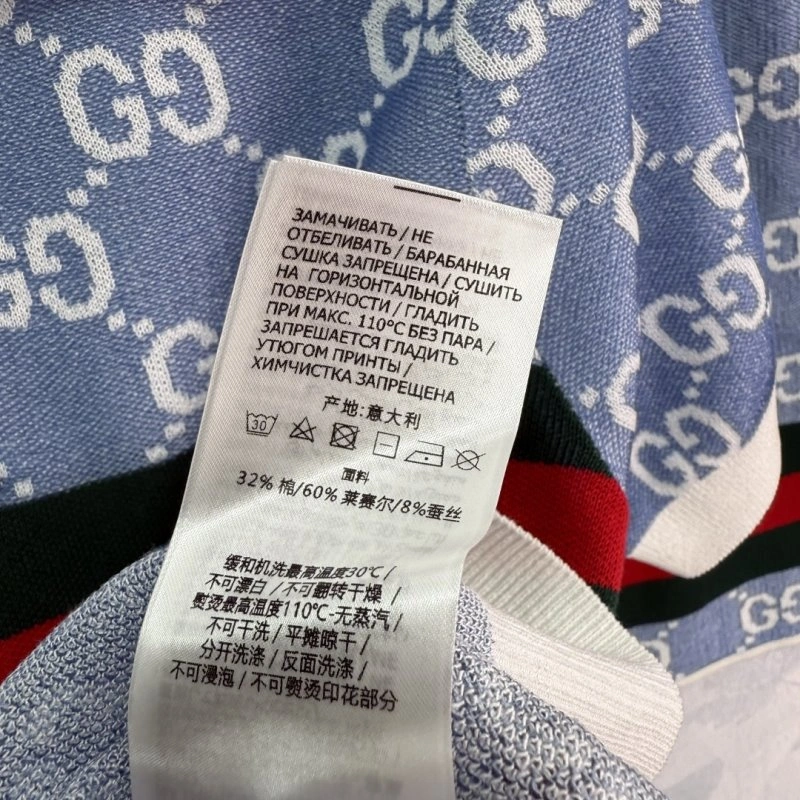 ЗАМАЧИВАТЬ / НЕ
ОТБЕЛИВАТЬ / БАРАБАННАЯ
СУШКА ЗАПРЕЩЕНА / СУШИТЬ
НА ГОРИЗОНТАЛЬНОЙ
ПОВЕРХНОСТИ / ГЛАДИТЬ
ПРИ МАКС. 110°C БЕЗ ПАРА /
ЗАПРЕШАЕТСЯ ГЛАДИТЬ
УТЮГОМ ПРИНТЫ /
ХИМЧИСТКА ЗАПРЕЩЕНА
产地:意大利
30
面料
32% 棉/60% 莱赛尔/8%蚕丝
缓和机洗最高温度30℃ /
不可漂白 / 不可翻转干燥 /
熨烫最高温度110℃-无蒸汽 /
不可干洗 / 平摊晾干 /
分开洗涤 / 反面洗涤 /
不可浸泡 / 不可熨烫印花部分